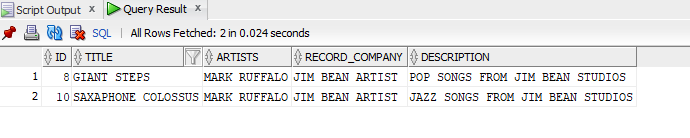 Script Output x Query Result x
SQL | All Rows Fetched: 2 in 0.024 seconds
ID TITLE ARTISTS RECORD_COMPANY DESCRIPTION
1 8 GIANT STEPS MARK RUFFALO JIM BEAN ARTIST POP SONGS FROM JIM BEAN STUDIOS
2 10 SAXAPHONE COLOSSUS MARK RUFFALO JIM BEAN ARTIST JAZZ SONGS FROM JIM BEAN STUDIOS